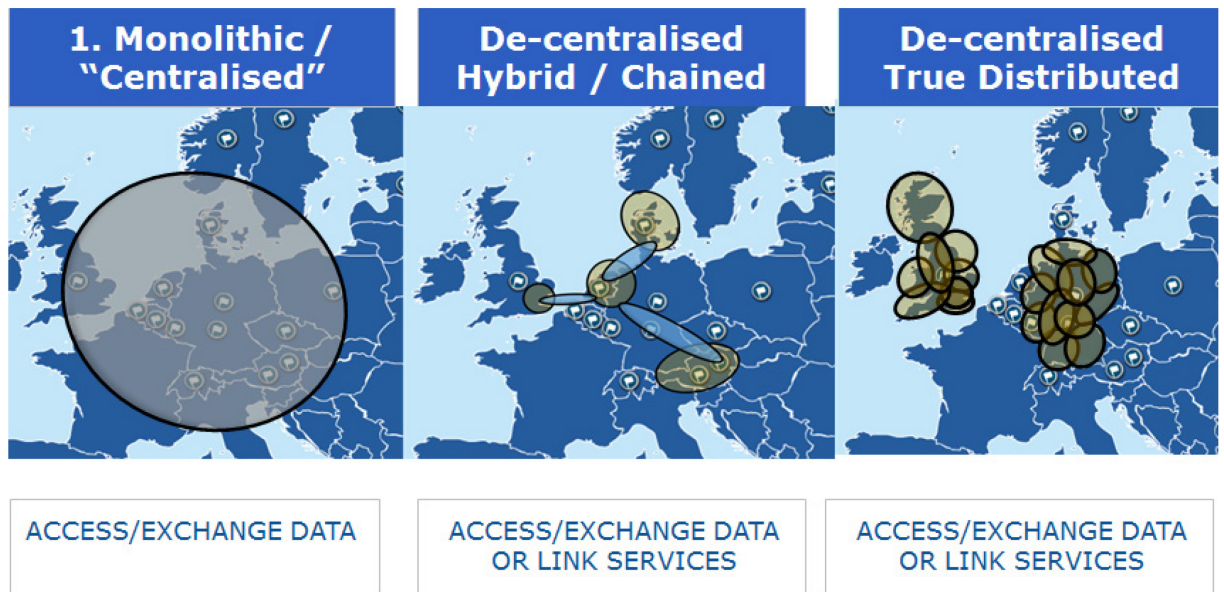 1. Monolithic /
“Centralised”
De-centralised
Hybrid / Chained
De-centralised
True Distributed
ACCESS/EXCHANGE DATA
ACCESS/EXCHANGE DATA
OR LINK SERVICES
ACCESS/EXCHANGE DATA
OR LINK SERVICES